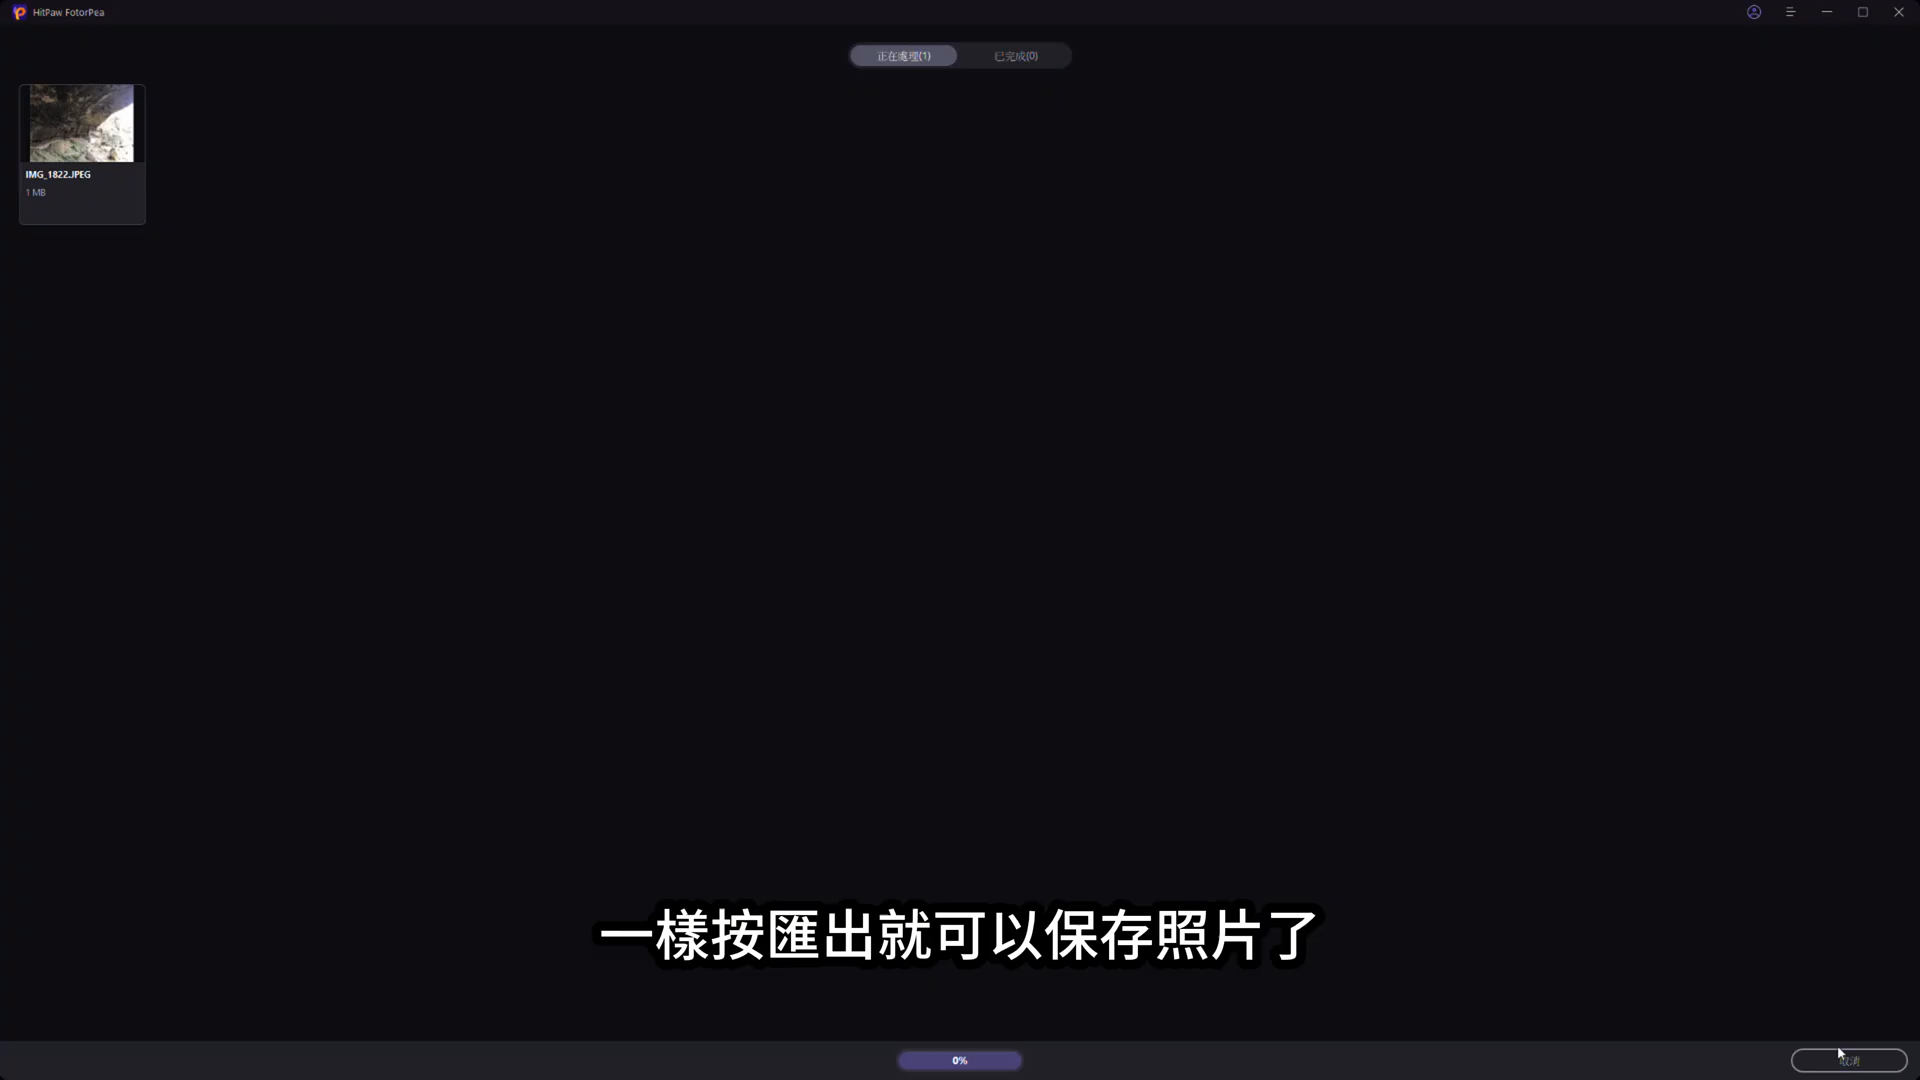 HitPaw FotorPea
正在處理(1)
已完成(0)
IMG_1822.JPEG
1 MB
一樣按匯出就可以保存照片了
0%
取消